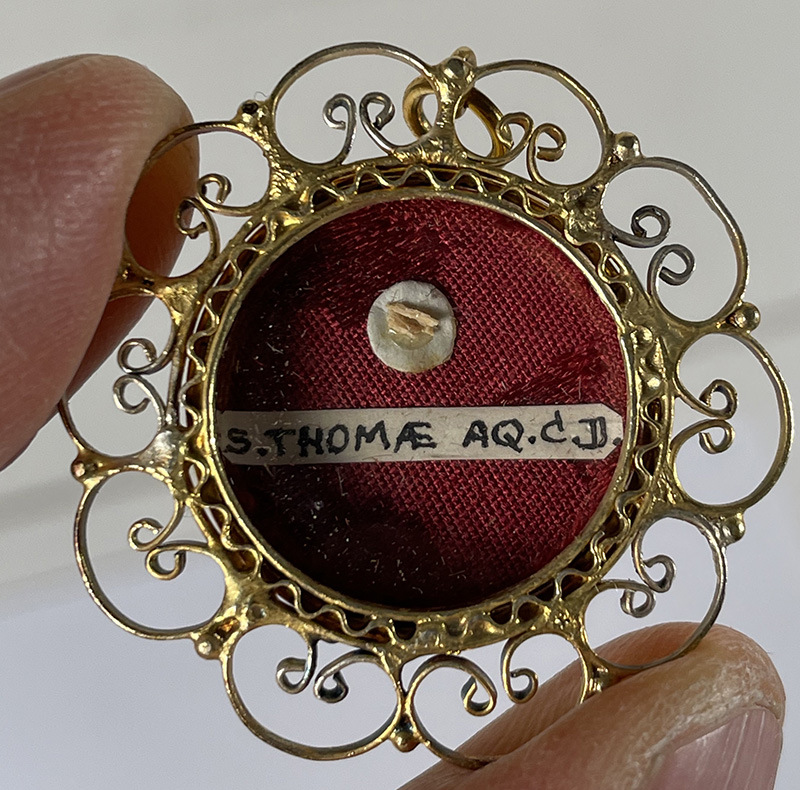 S. THOMÆ AQ. C. D.